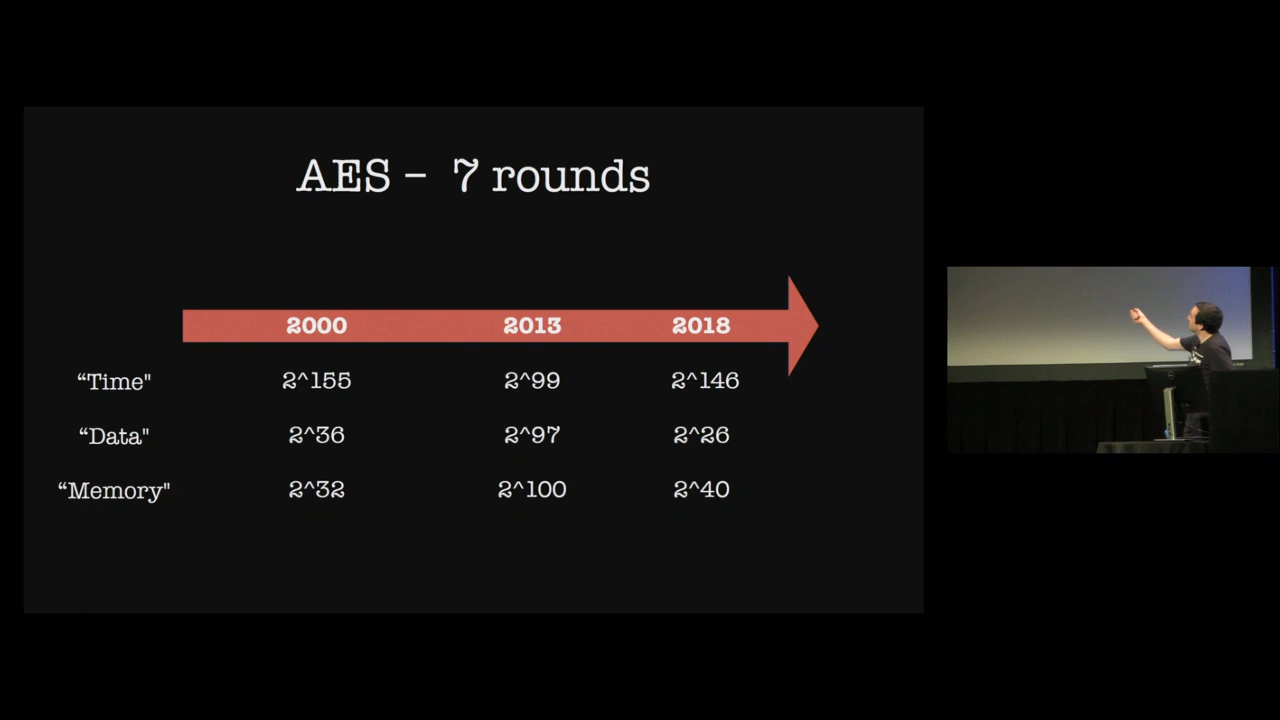 AES – 7 rounds
2000 2013 2018
“Time" 2^155 2^99 2^146
“Data" 2^36 2^97 2^26
“Memory" 2^32 2^100 2^40